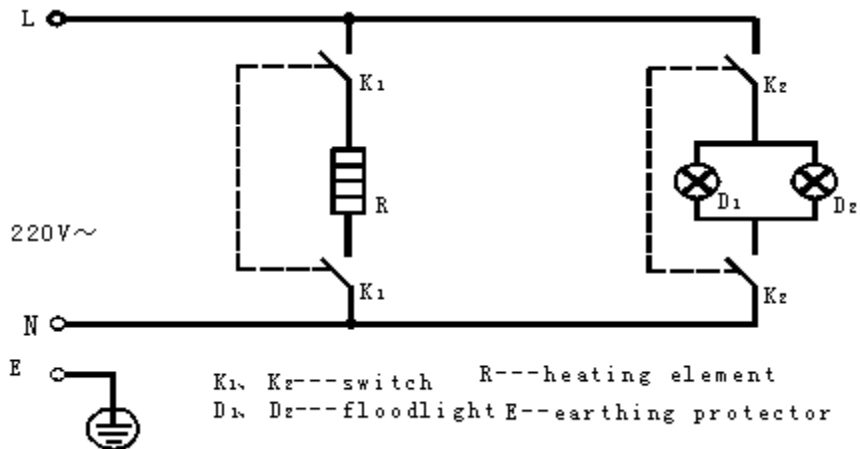 L
K₁
K₂
R
D₁
D₂
220V～
K₁
K₂
N
E
K₁、 K₂---switch R---heating element
D₁、 D₂---floodlight E--earthing protector